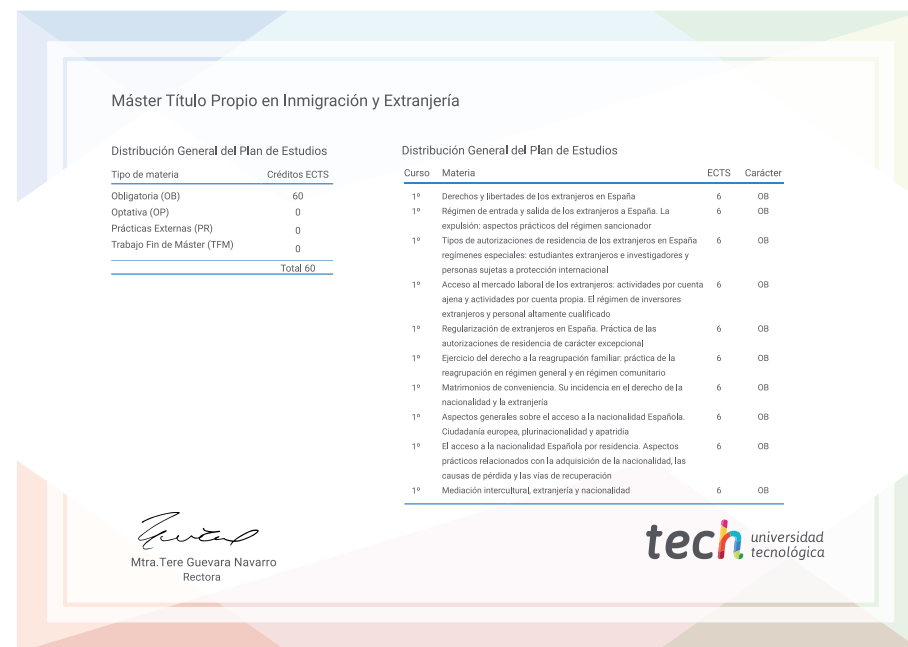 Máster Título Propio en Inmigración y Extranjería
Distribución General del Plan de Estudios
Tipo de materia Créditos ECTS
Obligatoria (OB) 60
Optativa (OP) 0
Prácticas Externas (PR) 0
Trabajo Fin de Máster (TFM) 0
Total 60
Distribución General del Plan de Estudios
Curso Materia ECTS Carácter
1º Derechos y libertades de los extranjeros en España 6 OB
1º Régimen de entrada y salida de los extranjeros a España. La 6 OB
expulsión: aspectos prácticos del régimen sancionador
1º Tipos de autorizaciones de residencia de los extranjeros en España 6 OB
regímenes especiales: estudiantes extranjeros e investigadores y
personas sujetas a protección internacional
1º Acceso al mercado laboral de los extranjeros: actividades por cuenta 6 OB
ajena y actividades por cuenta propia. El régimen de inversores
extranjeros y personal altamente cualificado
1º Regularización de extranjeros en España. Práctica de las 6 OB
autorizaciones de residencia de carácter excepcional
1º Ejercicio del derecho a la reagrupación familiar: práctica de la 6 OB
reagrupación en régimen general y en régimen comunitario
1º Matrimonios de conveniencia. Su incidencia en el derecho de la 6 OB
nacionalidad y la extranjería
1º Aspectos generales sobre el acceso a la nacionalidad Española. 6 OB
Ciudadanía europea, plurinacionalidad y apatridia
1º El acceso a la nacionalidad Española por residencia. Aspectos 6 OB
prácticos relacionados con la adquisición de la nacionalidad, las
causas de pérdida y las vías de recuperación
1º Mediación intercultural, extranjería y nacionalidad 6 OB
Mtra.Tere Guevara Navarro
Rectora
tech universidad
tecnológica